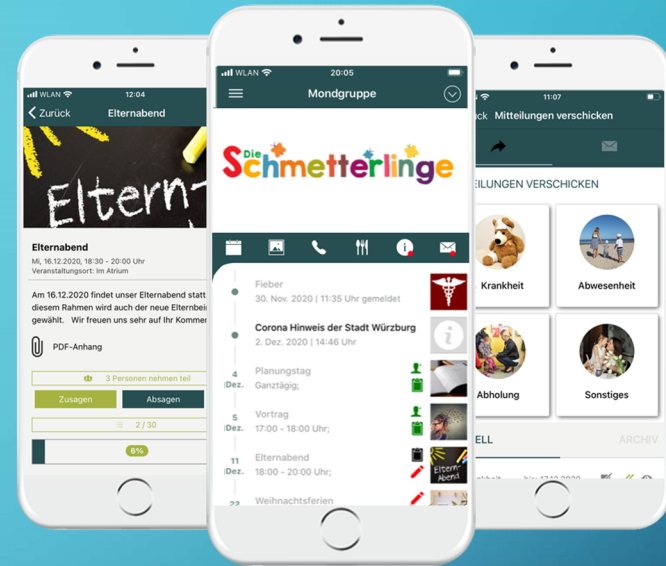 WLAN
12:04
Zurück
Elternabend
Eltern-
Elternabend
Mi, 16.12.2020, 18:30 - 20:00 Uhr
Veranstaltungsort: Im Atrium
Am 16.12.2020 findet unser Elternabend statt.
diesem Rahmen wird auch der neue
gewählt. Wir freuen uns sehr auf Ihr
PDF-Anhang
3 Personen nehmen teil
Zusagen
Absagen
2 / 30
6%
WLAN
20:05
Mondgruppe
Die
Schmetterlinge
Fieber
30. Nov. 2020 | 11:35 Uhr gemeldet
Corona Hinweis der Stadt Würzburg
2. Dez. 2020 | 14:46 Uhr
4
Dez.
Planungstag
Ganztägig;
5
Dez.
Vortrag
17:00 - 18:00 Uhr;
11
Dez.
Elternabend
18:00 - 20:00 Uhr;
Eltern-
Abend
22
Weihnachtsferien
11:07
Mitteilungen verschicken
VERSCHICKEN
Krankheit
Abwesenheit
Abholung
Sonstiges
ARCHIV